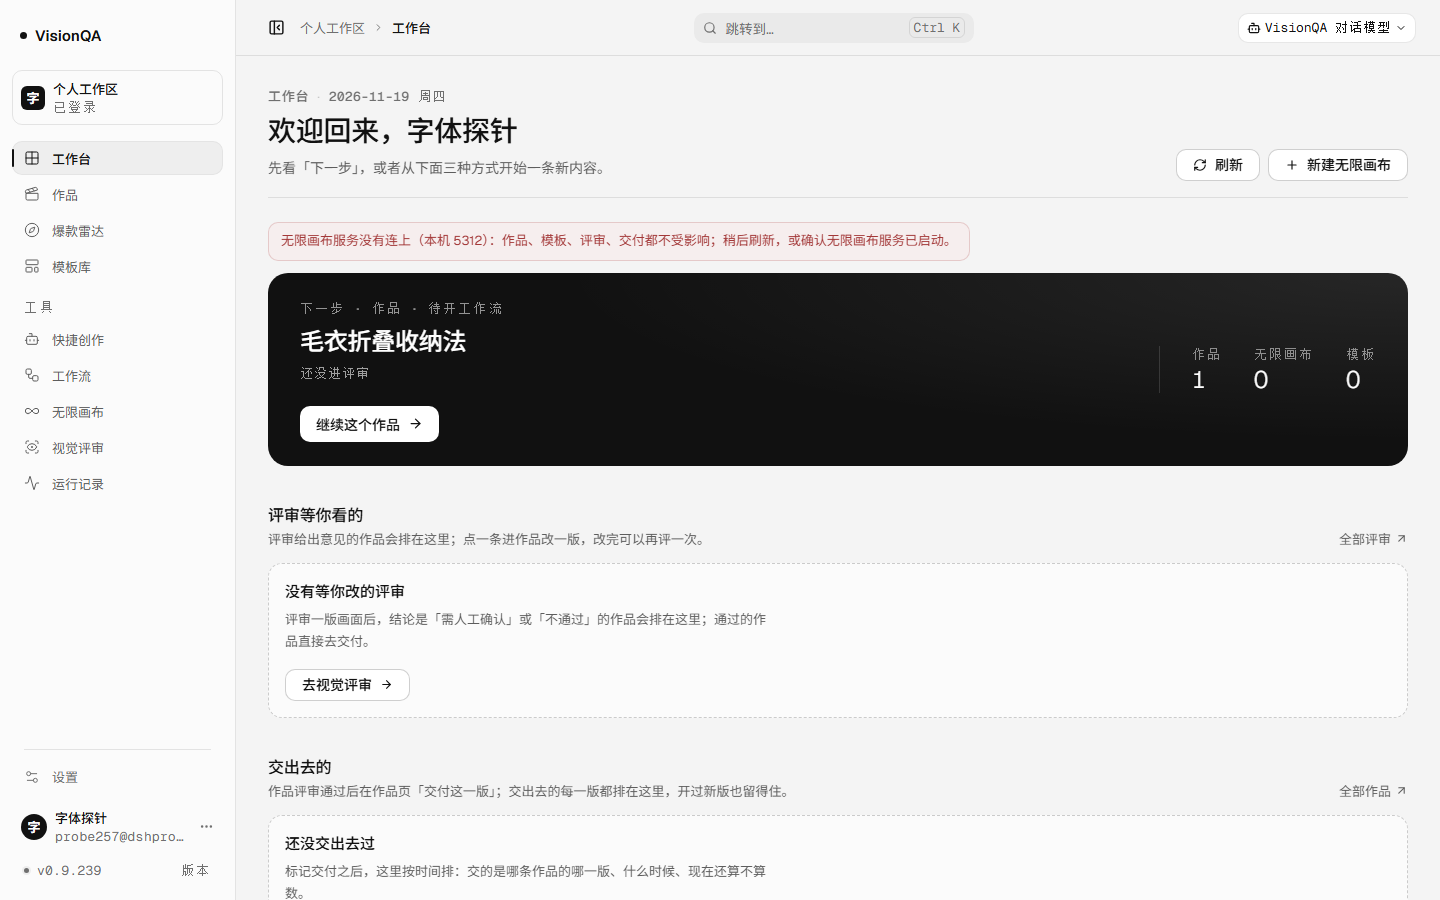 VisionQA
字
个人工作区
已登录
工作台
作品
爆款雷达
模板库
工具
快捷创作
工作流
无限画布
视觉评审
运行记录
设置
字
字体探针
probe257@dshpro…
v0.9.239
版本
个人工作区
工作台
跳转到…
Ctrl K
VisionQA 对话模型
工作台 · 2026-11-19 周四
欢迎回来，字体探针
先看「下一步」，或者从下面三种方式开始一条新内容。
刷新
新建无限画布
无限画布服务没有连上（本机 5312）：作品、模板、评审、交付都不受影响；稍后刷新，或确认无限画布服务已启动。
下一步 · 作品 · 待开工作流
毛衣折叠收纳法
还没进评审
继续这个作品
作品
1
无限画布
0
模板
0
评审等你看的
评审给出意见的作品会排在这里；点一条进作品改一版，改完可以再评一次。
全部评审
没有等你改的评审
评审一版画面后，结论是「需人工确认」或「不通过」的作品会排在这里；通过的作
品直接去交付。
去视觉评审
交出去的
作品评审通过后在作品页「交付这一版」；交出去的每一版都排在这里，开过新版也留得住。
全部作品
还没交出去过
标记交付之后，这里按时间排：交的是哪条作品的哪一版、什么时候、现在还算不算
数。